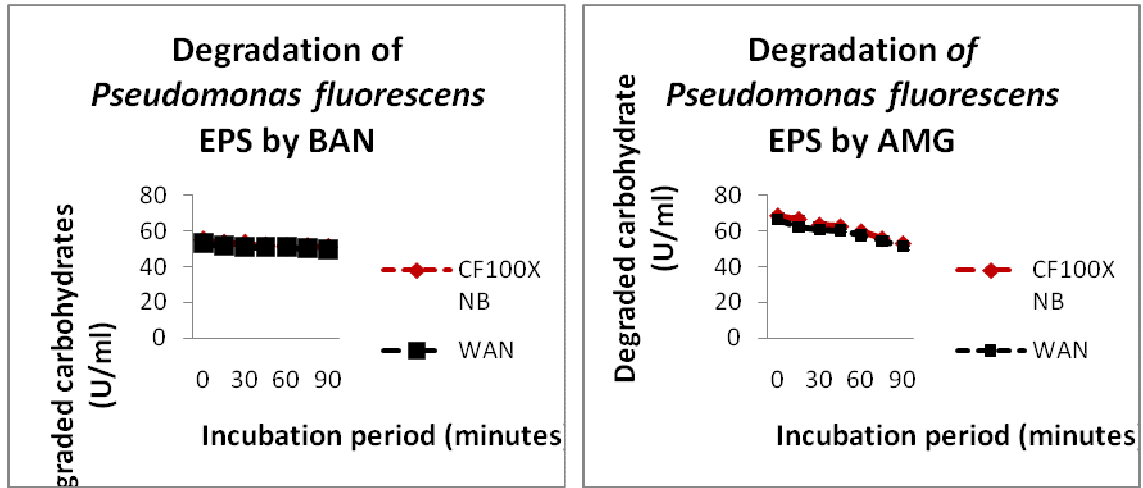 Degradation of
Pseudomonas fluorescens
EPS by BAN
graded carbohydrates
(U/ml)
80
60
40
20
0
0 30 60 90
Incubation period (minutes
CF100X
NB
WAN
Degradation of
Pseudomonas fluorescens
EPS by AMG
Degraded carbohydrate
(U/ml)
80
60
40
20
0
0 30 60 90
Incubation period (minutes
CF100X
NB
WAN